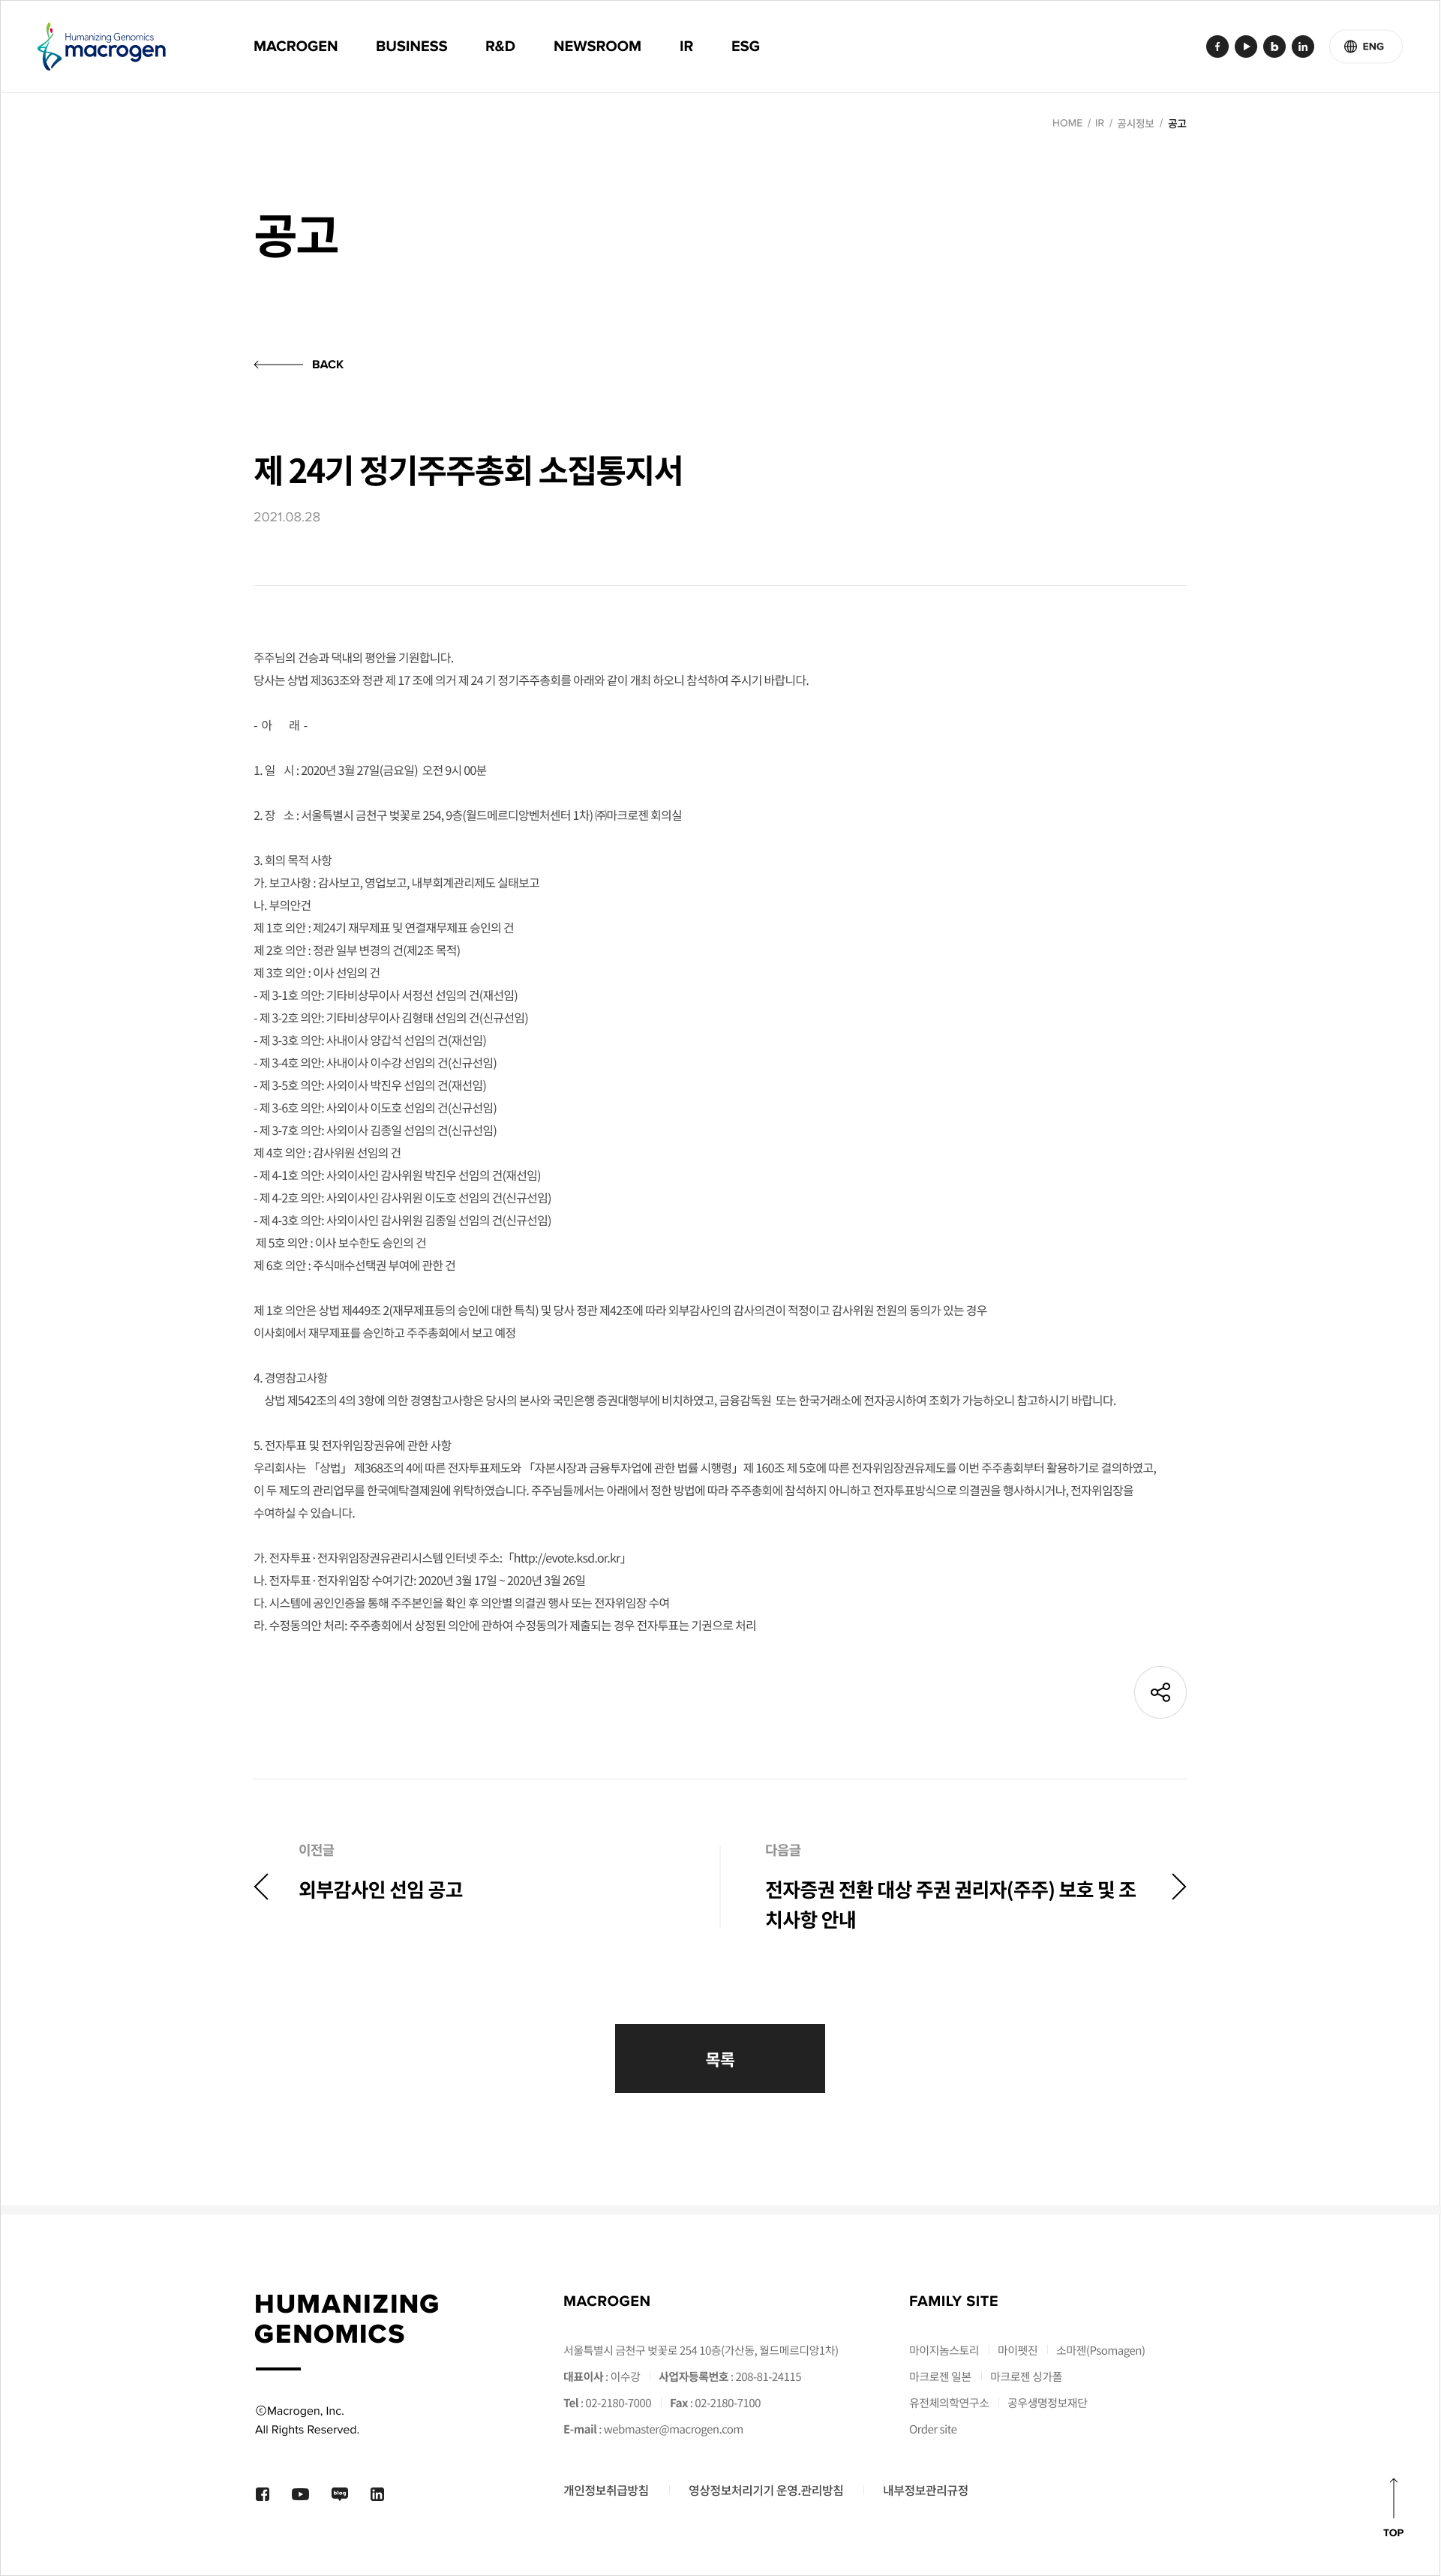 Humanizing Genomics
macrogen
MACROGEN BUSINESS R&D NEWSROOM IR ESG
ENG
HOME / IR / 공시정보 / 공고
공고
BACK
제 24기 정기주주총회 소집통지서
2021.08.28
주주님의 건승과 댁내의 평안을 기원합니다.
당사는 상법 제363조와 정관 제 17 조에 의거 제 24 기 정기주주총회를 아래와 같이 개최 하오니 참석하여 주시기 바랍니다.
- 아 래 -
1. 일 시 : 2020년 3월 27일(금요일) 오전 9시 00분
2. 장 소 : 서울특별시 금천구 벚꽃로 254, 9층(월드메르디앙벤처센터 1차) ㈜마크로젠 회의실
3. 회의 목적 사항
가. 보고사항 : 감사보고, 영업보고, 내부회계관리제도 실태보고
나. 부의안건
제 1호 의안 : 제24기 재무제표 및 연결재무제표 승인의 건
제 2호 의안 : 정관 일부 변경의 건(제2조 목적)
제 3호 의안 : 이사 선임의 건
- 제 3-1호 의안: 기타비상무이사 서정선 선임의 건(재선임)
- 제 3-2호 의안: 기타비상무이사 김형태 선임의 건(신규선임)
- 제 3-3호 의안: 사내이사 양갑석 선임의 건(재선임)
- 제 3-4호 의안: 사내이사 이수강 선임의 건(신규선임)
- 제 3-5호 의안: 사외이사 박진우 선임의 건(재선임)
- 제 3-6호 의안: 사외이사 이도호 선임의 건(신규선임)
- 제 3-7호 의안: 사외이사 김종일 선임의 건(신규선임)
제 4호 의안 : 감사위원 선임의 건
- 제 4-1호 의안: 사외이사인 감사위원 박진우 선임의 건(재선임)
- 제 4-2호 의안: 사외이사인 감사위원 이도호 선임의 건(신규선임)
- 제 4-3호 의안: 사외이사인 감사위원 김종일 선임의 건(신규선임)
제 5호 의안 : 이사 보수한도 승인의 건
제 6호 의안 : 주식매수선택권 부여에 관한 건
제 1호 의안은 상법 제449조 2(재무제표등의 승인에 대한 특칙) 및 당사 정관 제42조에 따라 외부감사인의 감사의견이 적정이고 감사위원 전원의 동의가 있는 경우
이사회에서 재무제표를 승인하고 주주총회에서 보고 예정
4. 경영참고사항
상법 제542조의 4의 3항에 의한 경영참고사항은 당사의 본사와 국민은행 증권대행부에 비치하였고, 금융감독원 또는 한국거래소에 전자공시하여 조회가 가능하오니 참고하시기 바랍니다.
5. 전자투표 및 전자위임장권유에 관한 사항
우리회사는 「상법」 제368조의 4에 따른 전자투표제도와 「자본시장과 금융투자업에 관한 법률 시행령」제 160조 제 5호에 따른 전자위임장권유제도를 이번 주주총회부터 활용하기로 결의하였고,
이 두 제도의 관리업무를 한국예탁결제원에 위탁하였습니다. 주주님들께서는 아래에서 정한 방법에 따라 주주총회에 참석하지 아니하고 전자투표방식으로 의결권을 행사하시거나, 전자위임장을
수여하실 수 있습니다.
가. 전자투표·전자위임장권유관리시스템 인터넷 주소:「http://evote.ksd.or.kr」
나. 전자투표·전자위임장 수여기간: 2020년 3월 17일 ~ 2020년 3월 26일
다. 시스템에 공인인증을 통해 주주본인을 확인 후 의안별 의결권 행사 또는 전자위임장 수여
라. 수정동의안 처리: 주주총회에서 상정된 의안에 관하여 수정동의가 제출되는 경우 전자투표는 기권으로 처리
이전글
외부감사인 선임 공고
다음글
전자증권 전환 대상 주권 권리자(주주) 보호 및 조
치사항 안내
목록
HUMANIZING
GENOMICS
ⓒMacrogen, Inc.
All Rights Reserved.
blog
MACROGEN
서울특별시 금천구 벚꽃로 254 10층(가산동, 월드메르디앙1차)
대표이사 : 이수강 사업자등록번호 : 208-81-24115
Tel : 02-2180-7000 Fax : 02-2180-7100
E-mail : webmaster@macrogen.com
FAMILY SITE
마이지놈스토리 마이펫진 소마젠(Psomagen)
마크로젠 일본 마크로젠 싱가폴
유전체의학연구소 공우생명정보재단
Order site
개인정보취급방침 영상정보처리기기 운영.관리방침 내부정보관리규정
TOP